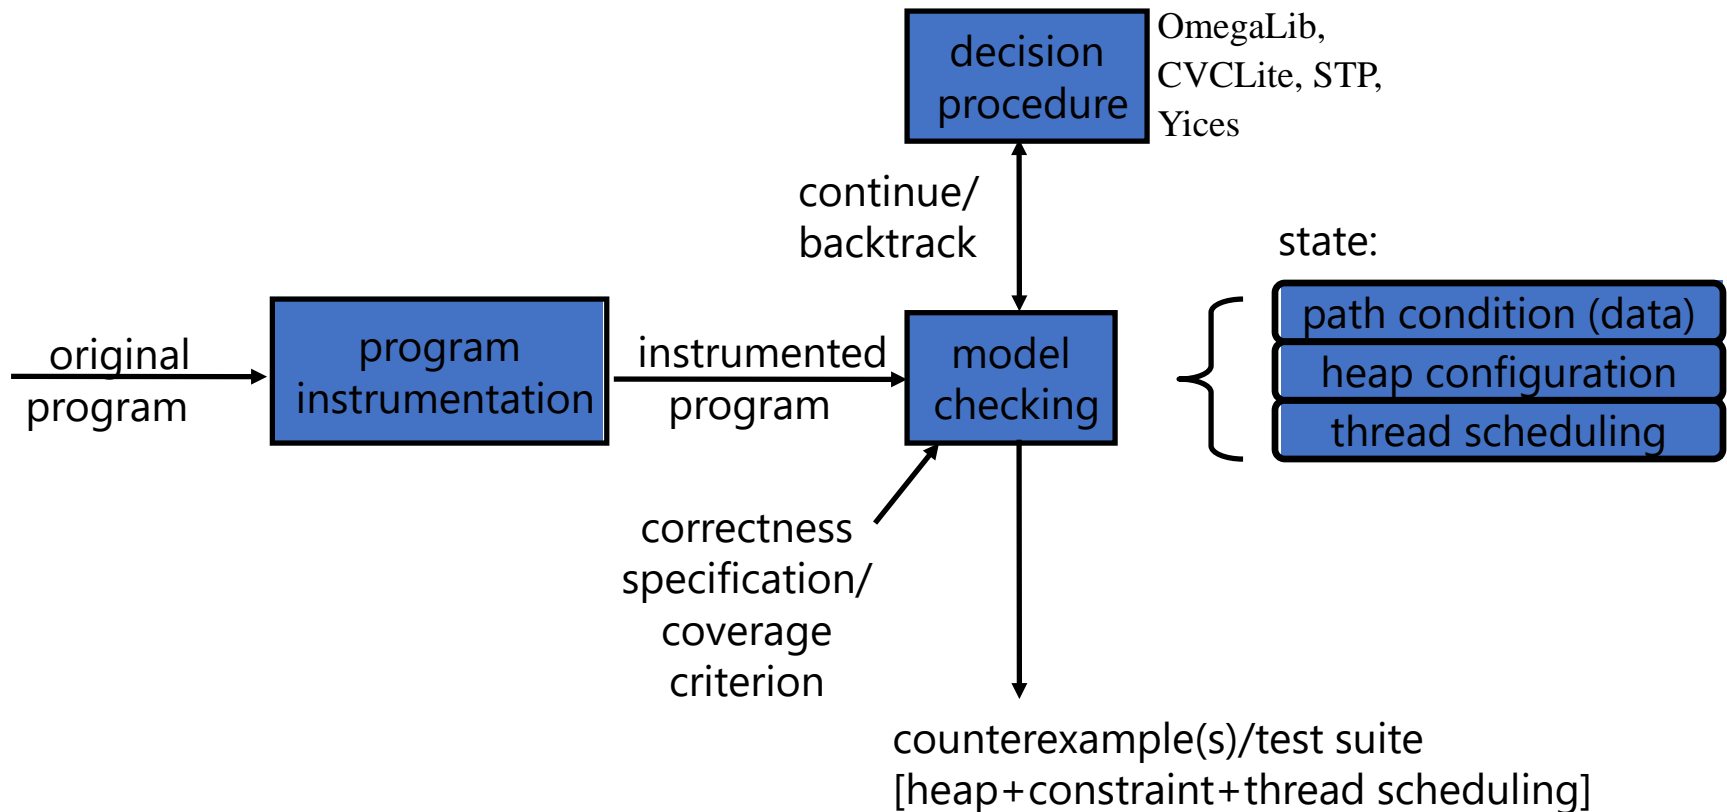 decision
procedure
OmegaLib,
CVCLite, STP,
Yices
continue/
backtrack
state:
path condition (data)
heap configuration
thread scheduling
original
program
program
instrumentation
instrumented
program
model
checking
correctness
specification/
coverage
criterion
counterexample(s)/test suite
[heap+constraint+thread scheduling]